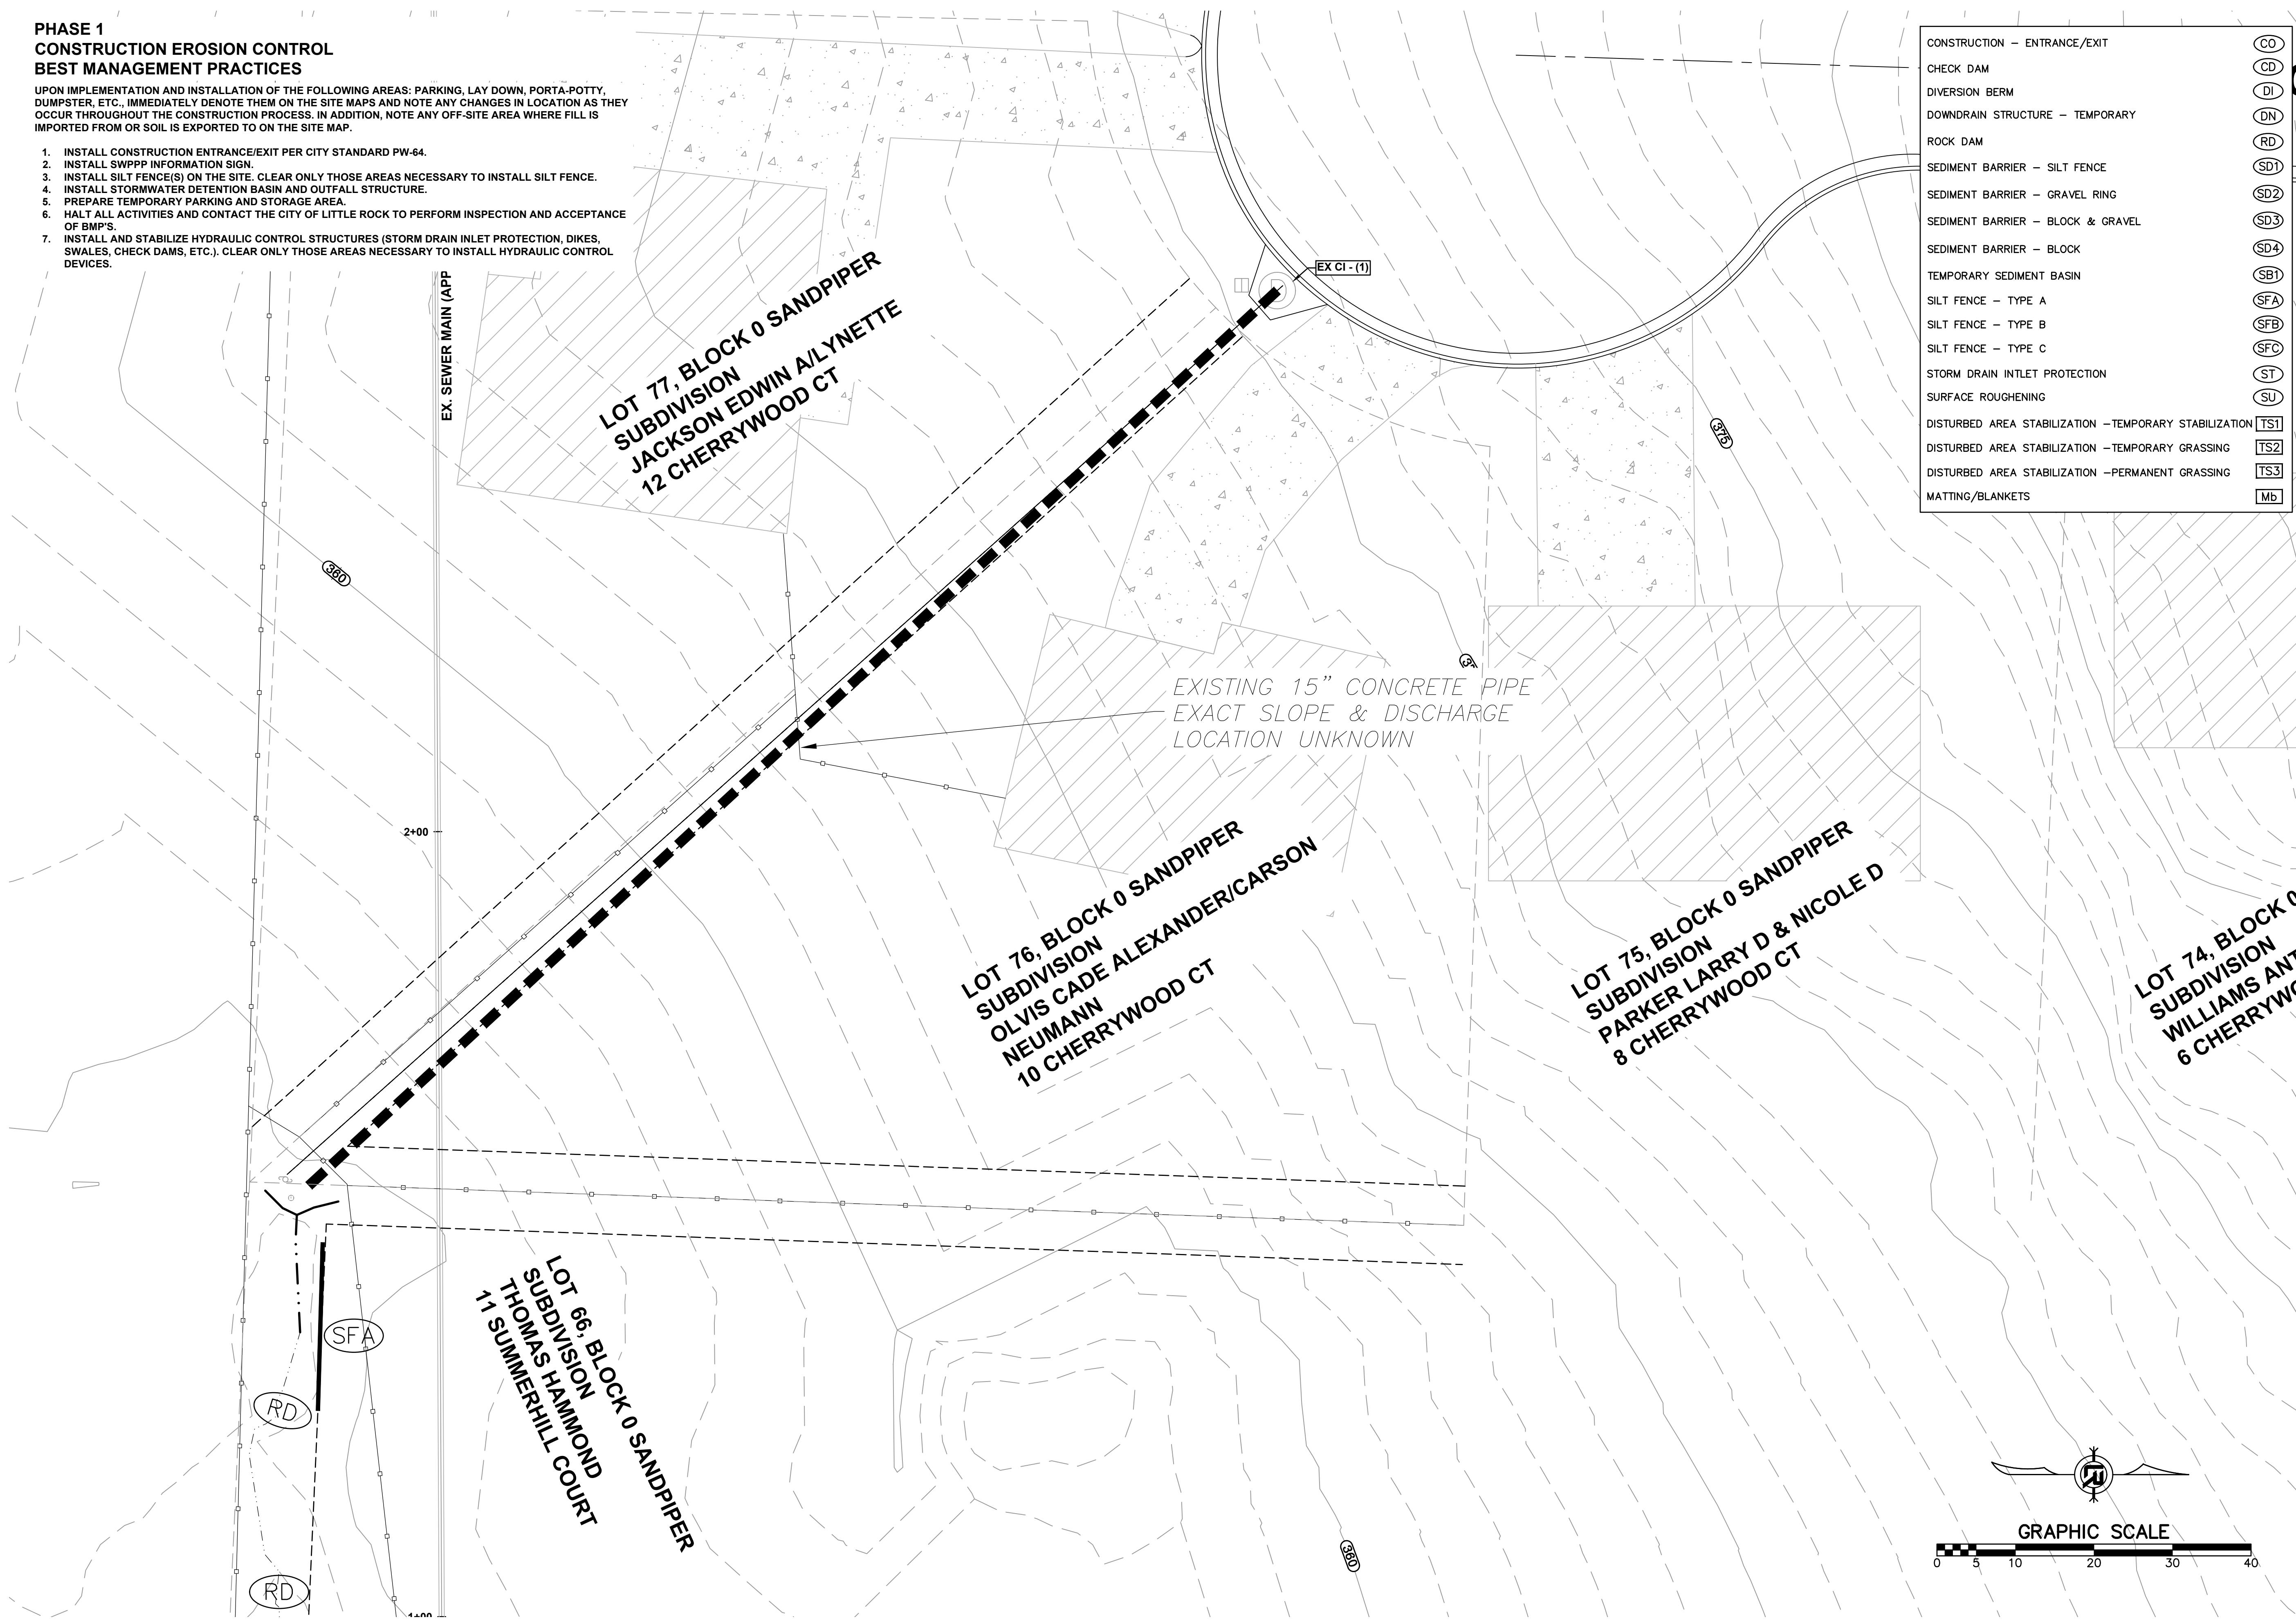 PHASE 1
CONSTRUCTION EROSION CONTROL
BEST MANAGEMENT PRACTICES
UPON IMPLEMENTATION AND INSTALLATION OF THE FOLLOWING AREAS: PARKING, LAY DOWN, PORTA-POTTY,
DUMPSTER, ETC., IMMEDIATELY DENOTE THEM ON THE SITE MAPS AND NOTE ANY CHANGES IN LOCATION AS THEY
OCCUR THROUGHOUT THE CONSTRUCTION PROCESS. IN ADDITION, NOTE ANY OFF-SITE AREA WHERE FILL IS
IMPORTED FROM OR SOIL IS EXPORTED TO ON THE SITE MAP.
1. INSTALL CONSTRUCTION ENTRANCE/EXIT PER CITY STANDARD PW-64.
2. INSTALL SWPPP INFORMATION SIGN.
3. INSTALL SILT FENCE(S) ON THE SITE. CLEAR ONLY THOSE AREAS NECESSARY TO INSTALL SILT FENCE.
4. INSTALL STORMWATER DETENTION BASIN AND OUTFALL STRUCTURE.
5. PREPARE TEMPORARY PARKING AND STORAGE AREA.
6. HALT ALL ACTIVITIES AND CONTACT THE CITY OF LITTLE ROCK TO PERFORM INSPECTION AND ACCEPTANCE
OF BMP'S.
7. INSTALL AND STABILIZE HYDRAULIC CONTROL STRUCTURES (STORM DRAIN INLET PROTECTION, DIKES,
SWALES, CHECK DAMS, ETC.). CLEAR ONLY THOSE AREAS NECESSARY TO INSTALL HYDRAULIC CONTROL
DEVICES.
CONSTRUCTION – ENTRANCE/EXIT CO
CHECK DAM CD
DIVERSION BERM DI
DOWNDRAIN STRUCTURE – TEMPORARY DN
ROCK DAM RD
SEDIMENT BARRIER – SILT FENCE SD1
SEDIMENT BARRIER – GRAVEL RING SD2
SEDIMENT BARRIER – BLOCK & GRAVEL SD3
SEDIMENT BARRIER – BLOCK SD4
TEMPORARY SEDIMENT BASIN SB1
SILT FENCE – TYPE A SFA
SILT FENCE – TYPE B SFB
SILT FENCE – TYPE C SFC
STORM DRAIN INTLET PROTECTION ST
SURFACE ROUGHENING SU
DISTURBED AREA STABILIZATION –TEMPORARY STABILIZATION TS1
DISTURBED AREA STABILIZATION –TEMPORARY GRASSING TS2
DISTURBED AREA STABILIZATION –PERMANENT GRASSING TS3
MATTING/BLANKETS Mb
EX. SEWER MAIN (APP
LOT 77, BLOCK 0 SANDPIPER
SUBDIVISION
JACKSON EDWIN A/LYNETTE
12 CHERRYWOOD CT
EX CI - (1)
375
360
EXISTING 15" CONCRETE PIPE
EXACT SLOPE & DISCHARGE
LOCATION UNKNOWN
2+00
LOT 76, BLOCK 0 SANDPIPER
SUBDIVISION
OLVIS CADE ALEXANDER/CARSON
NEUMANN
10 CHERRYWOOD CT
LOT 75, BLOCK 0 SANDPIPER
SUBDIVISION
PARKER LARRY D & NICOLE D
8 CHERRYWOOD CT
LOT 74, BLOCK 0
SUBDIVISION
WILLIAMS ANT
6 CHERRYWO
LOT 66, BLOCK 0 SANDPIPER
SUBDIVISION
THOMAS HAMMOND
11 SUMMERHILL COURT
SFA
RD
RD
1+00
360
GRAPHIC SCALE
0 5 10 20 30 40